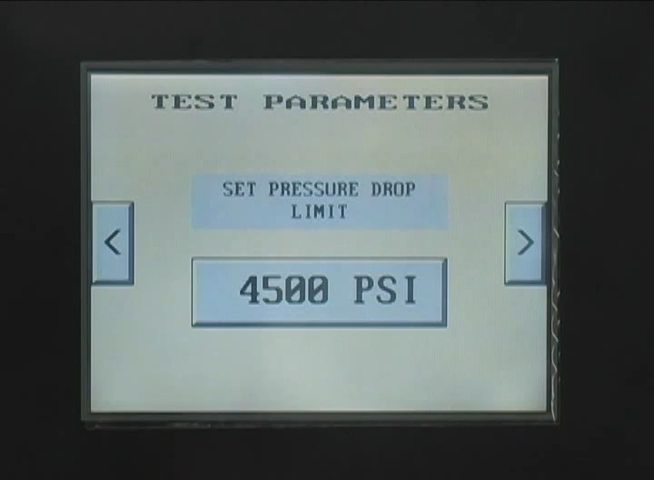 TEST PARAMETERS
SET PRESSURE DROP
LIMIT
< >
4500 PSI